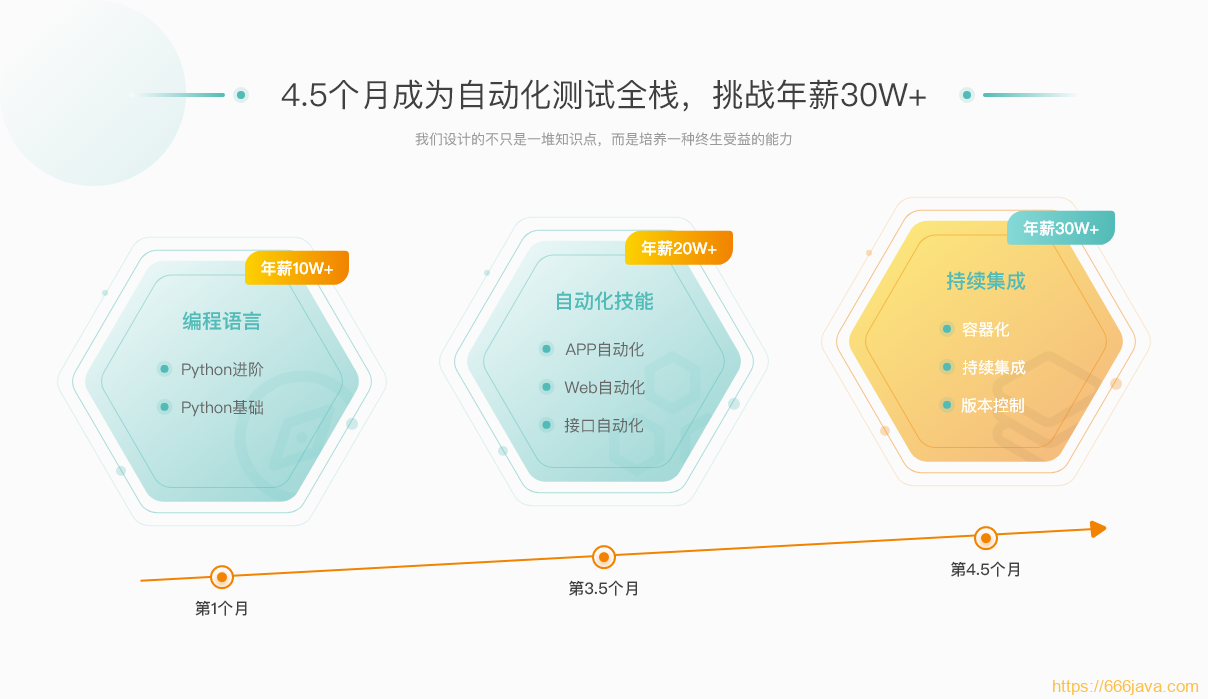 4.5个月成为自动化测试全栈，挑战年薪30W+
我们设计的不只是一堆知识点，而是培养一种终生受益的能力
年薪10W+
编程语言
Python进阶
Python基础
年薪20W+
自动化技能
APP自动化
Web自动化
接口自动化
年薪30W+
持续集成
容器化
持续集成
版本控制
第1个月
第3.5个月
第4.5个月
https://666java.com